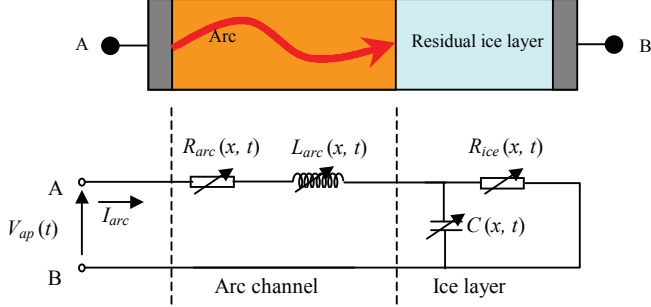 A
Arc
Residual ice layer
B
R_arc (x, t)
L_arc (x, t)
R_ice (x, t)
A
I_arc
V_ap (t)
C (x, t)
B
Arc channel
Ice layer